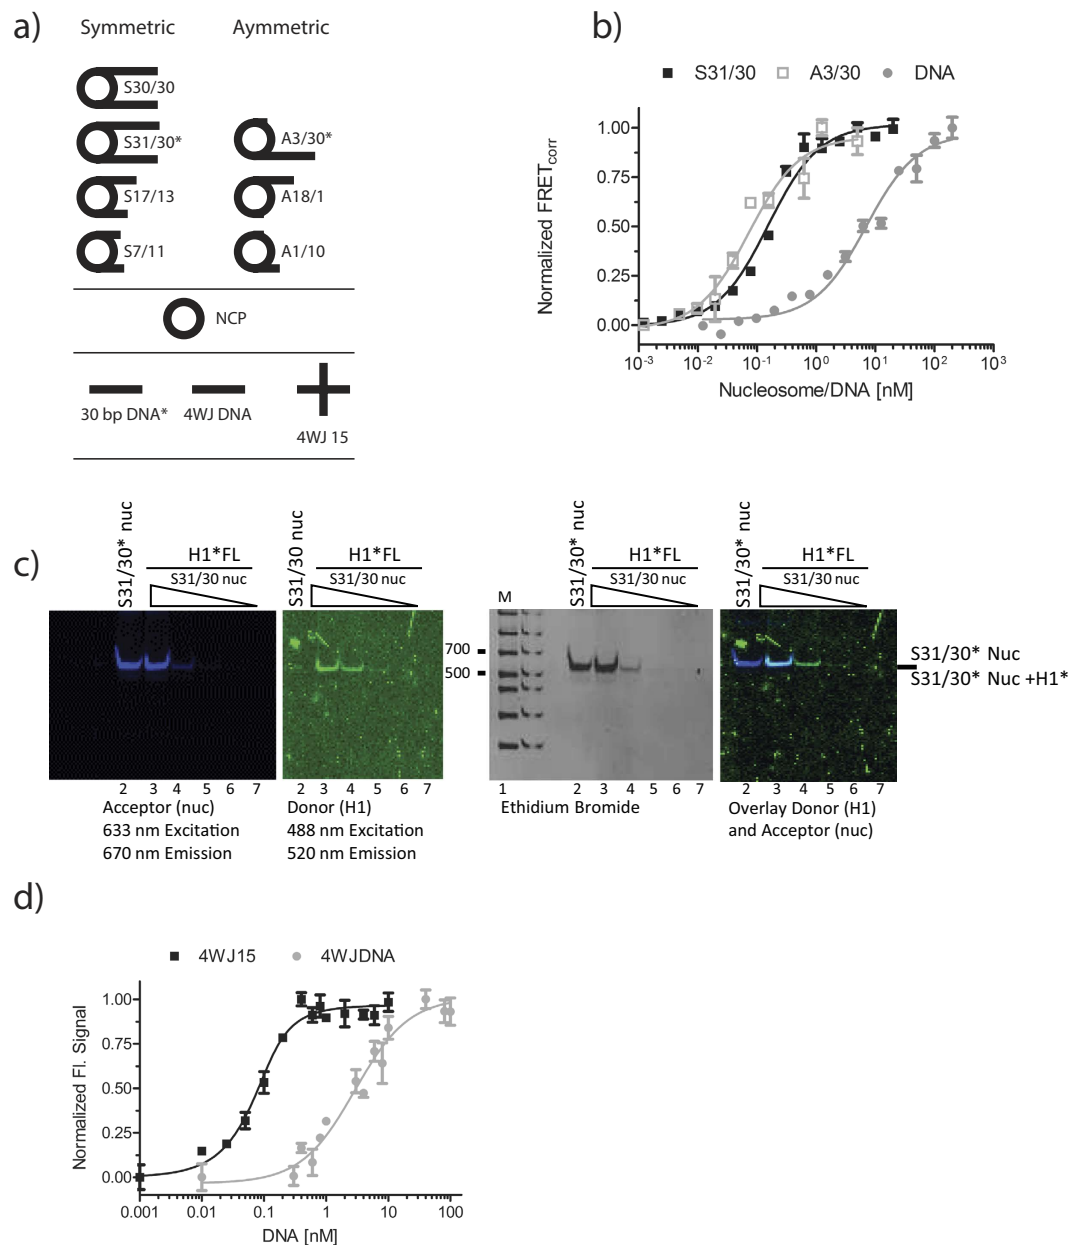 a)
Symmetric
Aymmetric
S30/30
S31/30*
S17/13
S7/11
A3/30*
A18/1
A1/10
NCP
30 bp DNA*
4WJ DNA
4WJ 15
b)
S31/30
A3/30
DNA
Normalized FRETcorr
1.00
0.75
0.50
0.25
0.00
10-3
10-2
10-1
100
101
102
103
Nucleosome/DNA [nM]
c)
S31/30* nuc
H1*FL
S31/30 nuc
S31/30 nuc
H1*FL
S31/30 nuc
S31/30* nuc
H1*FL
S31/30 nuc
S31/30* nuc
H1*FL
S31/30 nuc
M
700
500
S31/30* Nuc
S31/30* Nuc +H1*
2 3 4 5 6 7
Acceptor (nuc)
633 nm Excitation
670 nm Emission
2 3 4 5 6 7
Donor (H1)
488 nm Excitation
520 nm Emission
1 2 3 4 5 6 7
Ethidium Bromide
2 3 4 5 6 7
Overlay Donor (H1)
and Acceptor (nuc)
d)
4WJ15
4WJDNA
Normalized Fl. Signal
1.00
0.75
0.50
0.25
0.00
0.001
0.01
0.1
1
10
100
DNA [nM]